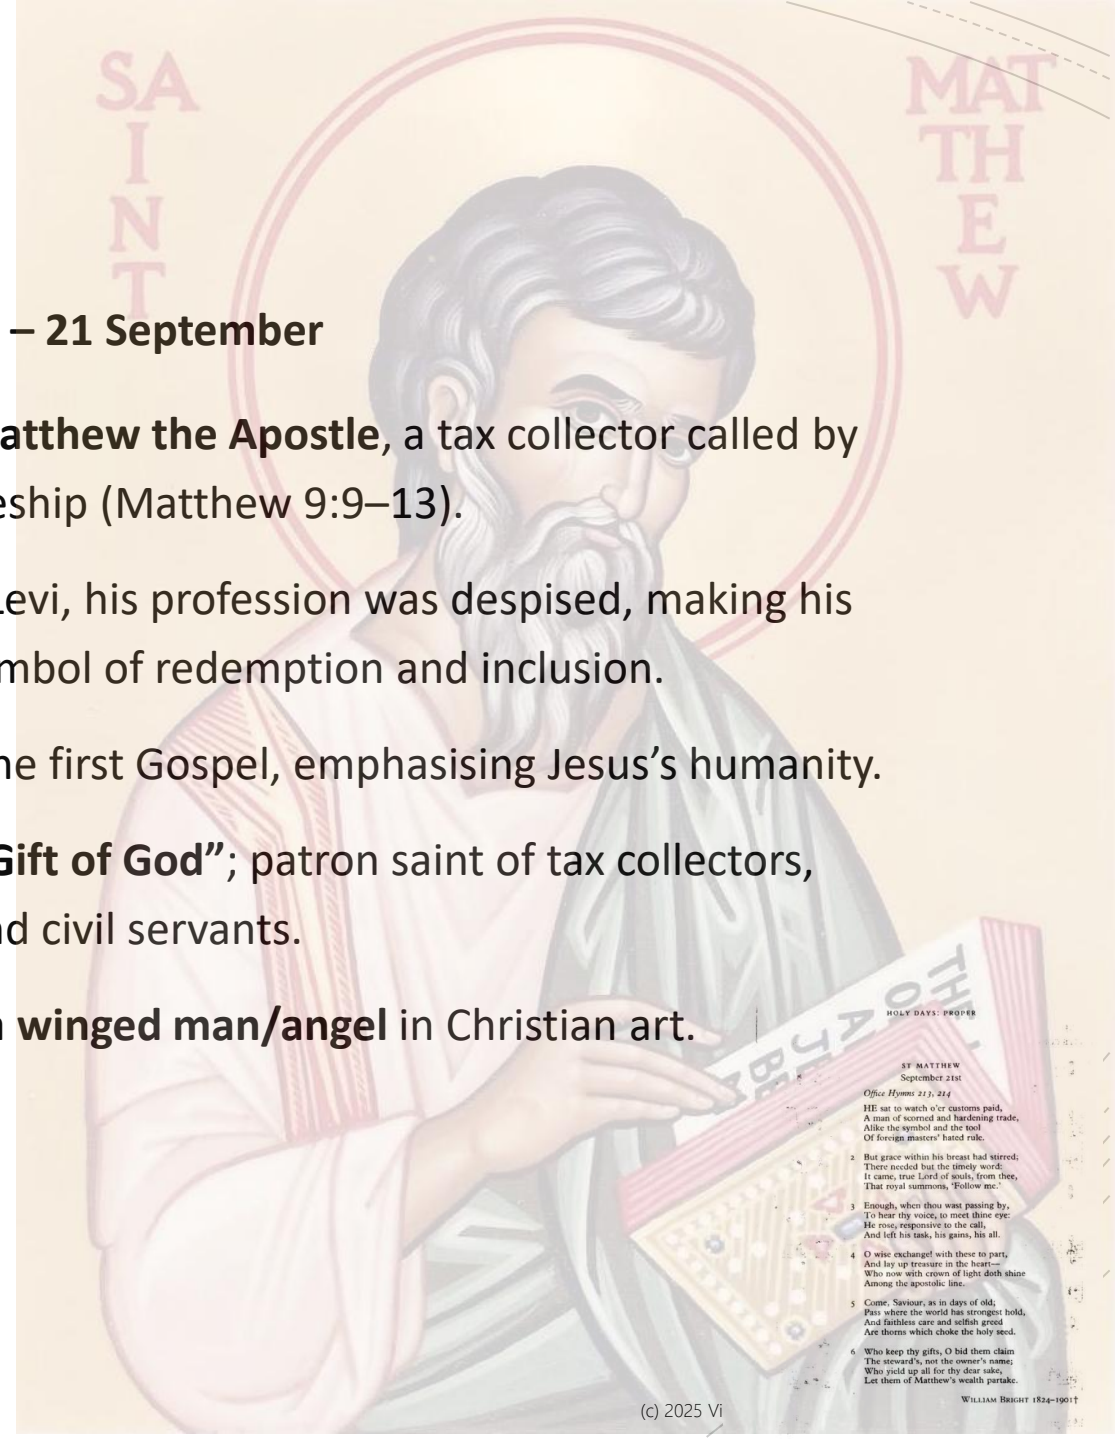 SA
I
N
T
MAT
TH
E
W
– 21 September
atthew the Apostle, a tax collector called by
eship (Matthew 9:9–13).
Levi, his profession was despised, making his
mbol of redemption and inclusion.
he first Gospel, emphasising Jesus’s humanity.
Gift of God”; patron saint of tax collectors,
nd civil servants.
winged man/angel in Christian art.
THE
O
A
JE
BE
HOLY DAYS: PROPER
ST MATTHEW
September 21st
Office Hymns 213, 214
HE sat to watch o'er customs paid,
A man of scorned and hardening trade,
Alike the symbol and the tool
Of foreign masters' hated rule.
2 But grace within his breast had stirred;
There needed but the timely word:
It came, true Lord of souls, from thee,
That royal summons, ‘Follow me.’
3 Enough, when thou wast passing by,
To hear thy voice, to meet thine eye:
He rose, responsive to the call,
And left his task, his gains, his all.
4 O wise exchange! with these to part,
And lay up treasure in the heart—
Who now with crown of light doth shine
Among the apostolic line.
5 Come, Saviour, as in days of old;
Pass where the world has strongest hold,
And faithless care and selfish greed
Are thorns which choke the holy seed.
6 Who keep thy gifts, O bid them claim
The steward's, not the owner's name;
Who yield up all for thy dear sake,
Let them of Matthew's wealth partake.
WILLIAM BRIGHT 1824–1901†
(c) 2025 Vi